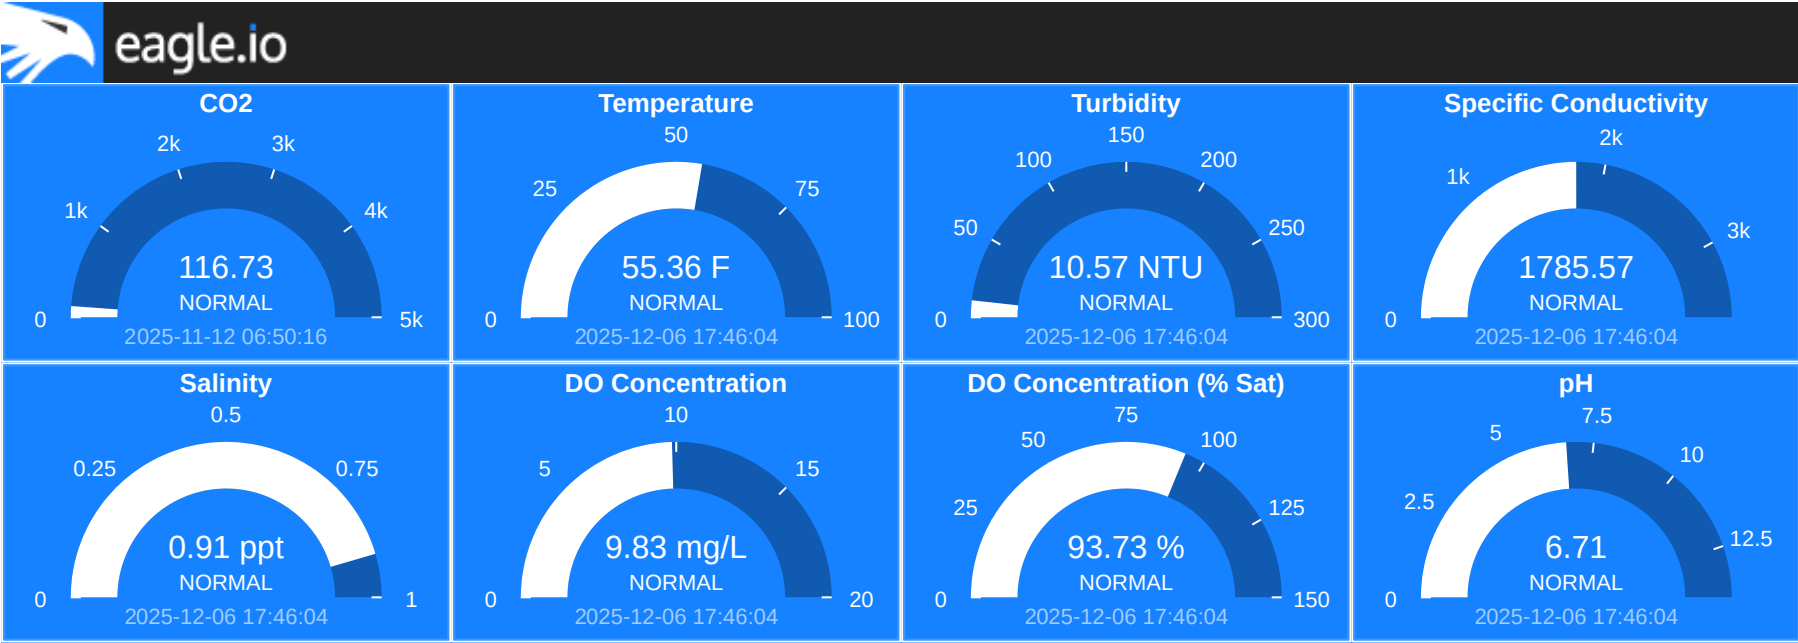 eagle.io
CO2
0
1k
2k
3k
4k
5k
116.73
NORMAL
2025-11-12 06:50:16
Temperature
0
25
50
75
100
55.36 F
NORMAL
2025-12-06 17:46:04
Turbidity
0
50
100
150
200
250
300
10.57 NTU
NORMAL
2025-12-06 17:46:04
Specific Conductivity
0
1k
2k
3k
1785.57
NORMAL
2025-12-06 17:46:04
Salinity
0
0.25
0.5
0.75
1
0.91 ppt
NORMAL
2025-12-06 17:46:04
DO Concentration
0
5
10
15
20
9.83 mg/L
NORMAL
2025-12-06 17:46:04
DO Concentration (% Sat)
0
25
50
75
100
125
150
93.73 %
NORMAL
2025-12-06 17:46:04
pH
0
2.5
5
7.5
10
12.5
6.71
NORMAL
2025-12-06 17:46:04